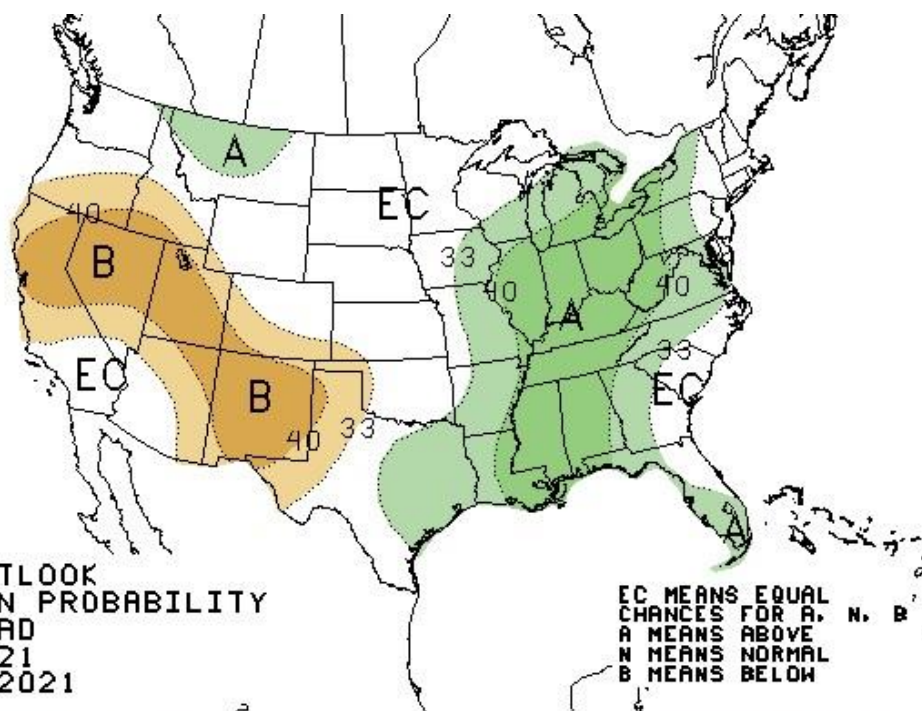 A
EC
40
B
33
40
40
A
EC
33
EC
B
40
33
A
TLOOK
N PROBABILITY
AD
21
2021
EC MEANS EQUAL
CHANCES FOR A, N, B
A MEANS ABOVE
N MEANS NORMAL
B MEANS BELOW